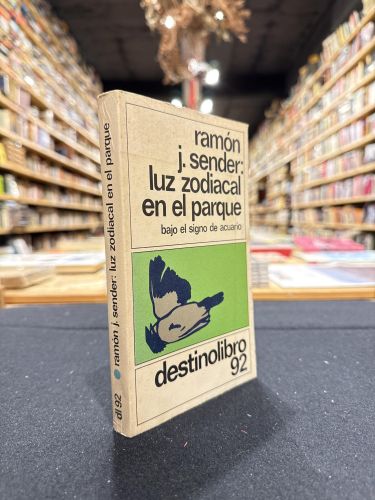 ramón
j. sender:
luz zodiacal
en el parque
bajo el signo de acuario
destinolibro
92
dl 92 ● ramón j. sender: luz zodiacal en el parque